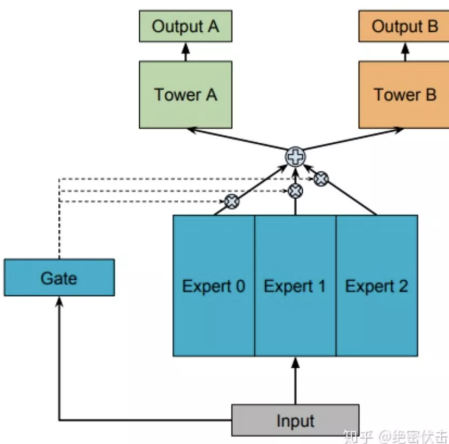 Output A
Output B
Tower A
Tower B
Gate
Expert 0
Expert 1
Expert 2
Input
知乎 @绝密伏击